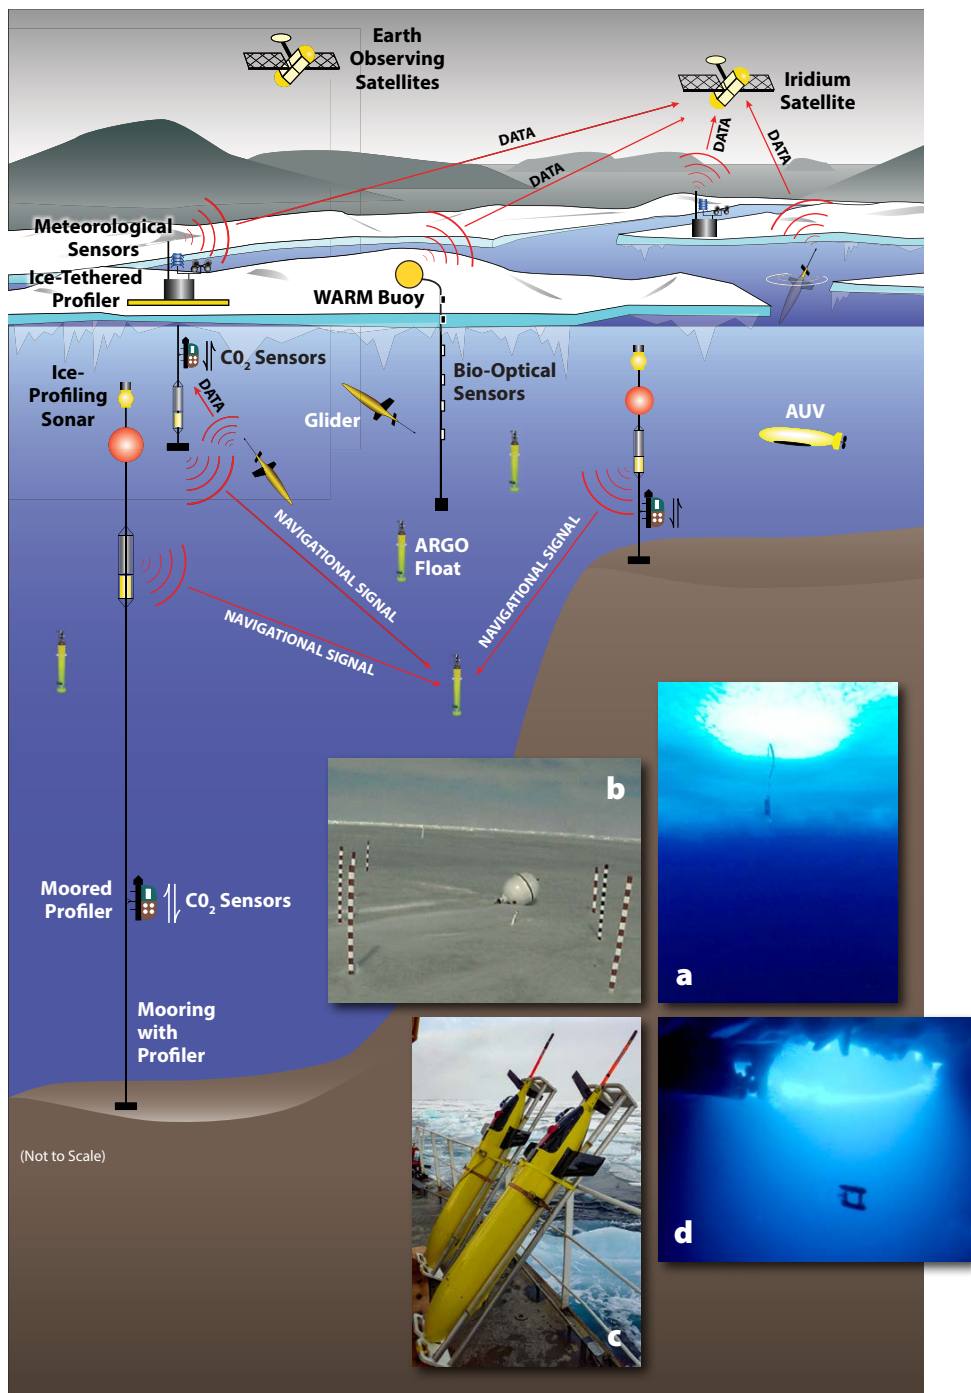 Earth
Observing
Satellites
Iridium
Satellite
DATA
DATA
DATA
DATA
Meteorological
Sensors
Ice-Tethered
Profiler
WARM Buoy
C0₂ Sensors
Ice-
Profiling
Sonar
DATA
Glider
Bio-Optical
Sensors
AUV
NAVIGATIONAL SIGNAL
ARGO
Float
NAVIGATIONAL SIGNAL
NAVIGATIONAL SIGNAL
b
a
Moored
Profiler
C0₂ Sensors
Mooring
with
Profiler
(Not to Scale)
d
c